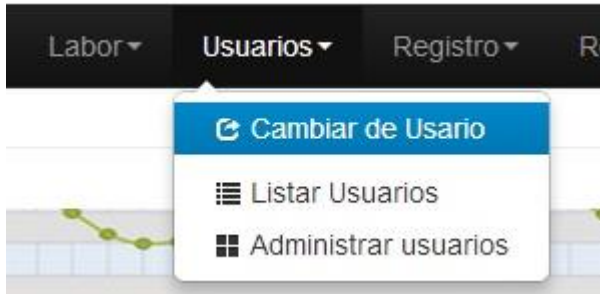 Labor Usuarios Registro R
Cambiar de Usario
Listar Usuarios
Administrar usuarios